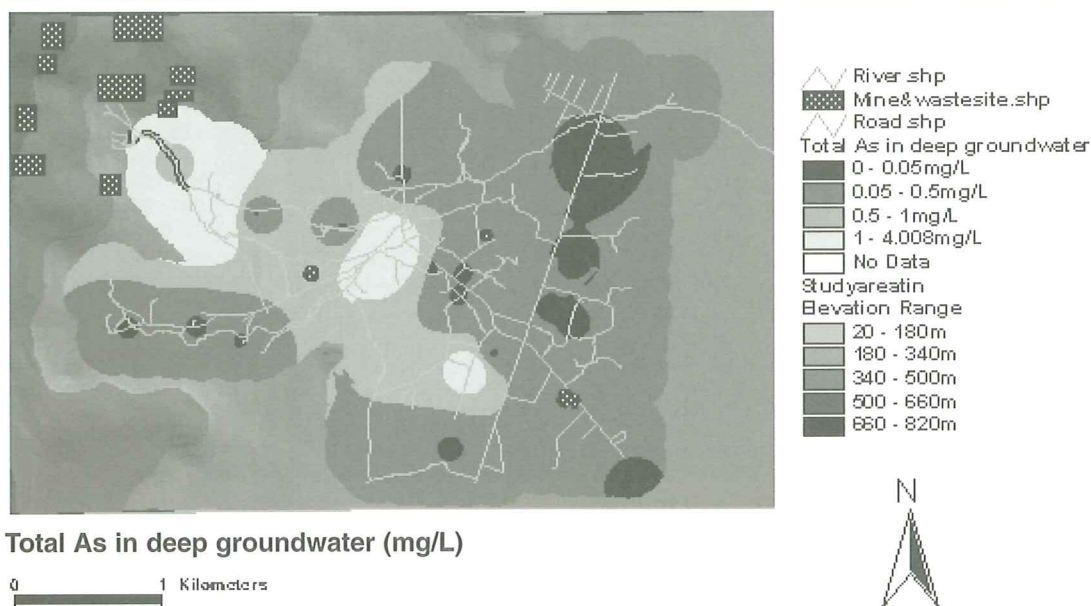 River.shp
Mine&wastesite.shp
Road.shp
Total As in deep groundwater
0 - 0.05mg/L
0.05 - 0.5mg/L
0.5 - 1mg/L
1 - 4.008mg/L
No Data
Studyareatin
Elevation Range
20 - 180m
180 - 340m
340 - 500m
500 - 660m
660 - 820m
N
Total As in deep groundwater (mg/L)
0 1 Kilometers